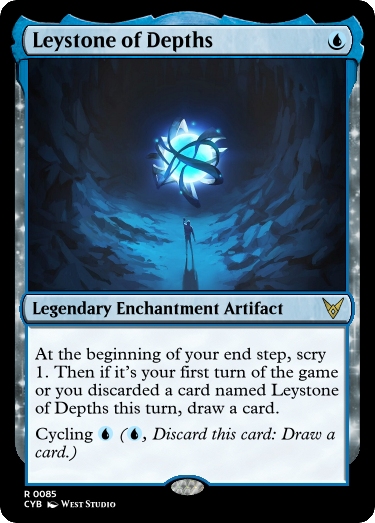 Leystone of Depths
Legendary Enchantment Artifact
At the beginning of your end step, scry
1. Then if it's your first turn of the game
or you discarded a card named Leystone
of Depths this turn, draw a card.
Cycling (, Discard this card: Draw a
card.)
R 0085
CYB West Studio